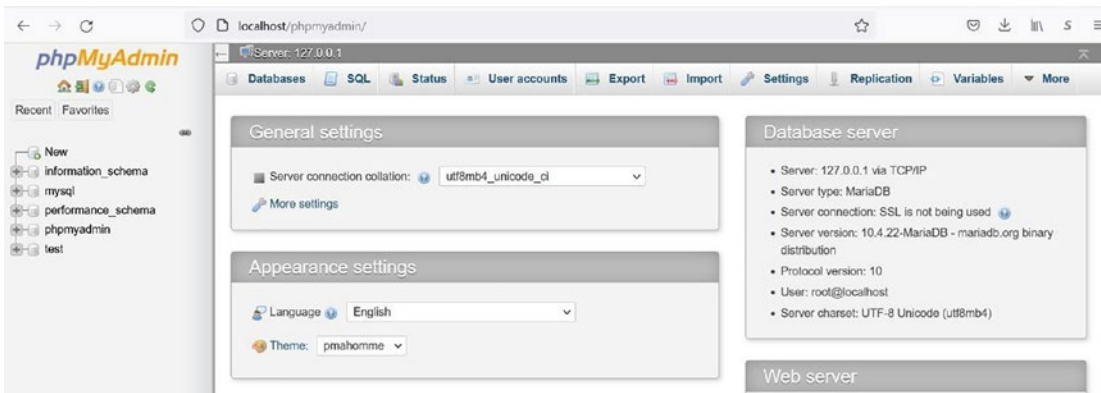 localhost/phpmyadmin/
phpMyAdmin
Recent Favorites
New
information_schema
mysql
performance_schema
phpmyadmin
test
Server: 127.0.0.1
Databases SQL Status User accounts Export Import Settings Replication Variables More
General settings
Server connection collation: utf8mb4_unicode_ci
More settings
Appearance settings
Language English
Theme: pmahomme
Database server
• Server: 127.0.0.1 via TCP/IP
• Server type: MariaDB
• Server connection: SSL is not being used
• Server version: 10.4.22-MariaDB - mariadb.org binary
distribution
• Protocol version: 10
• User: root@localhost
• Server charset: UTF-8 Unicode (utf8mb4)
Web server